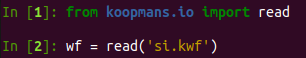 In [1]: from koopmans.io import read
In [2]: wf = read('si.kwf')